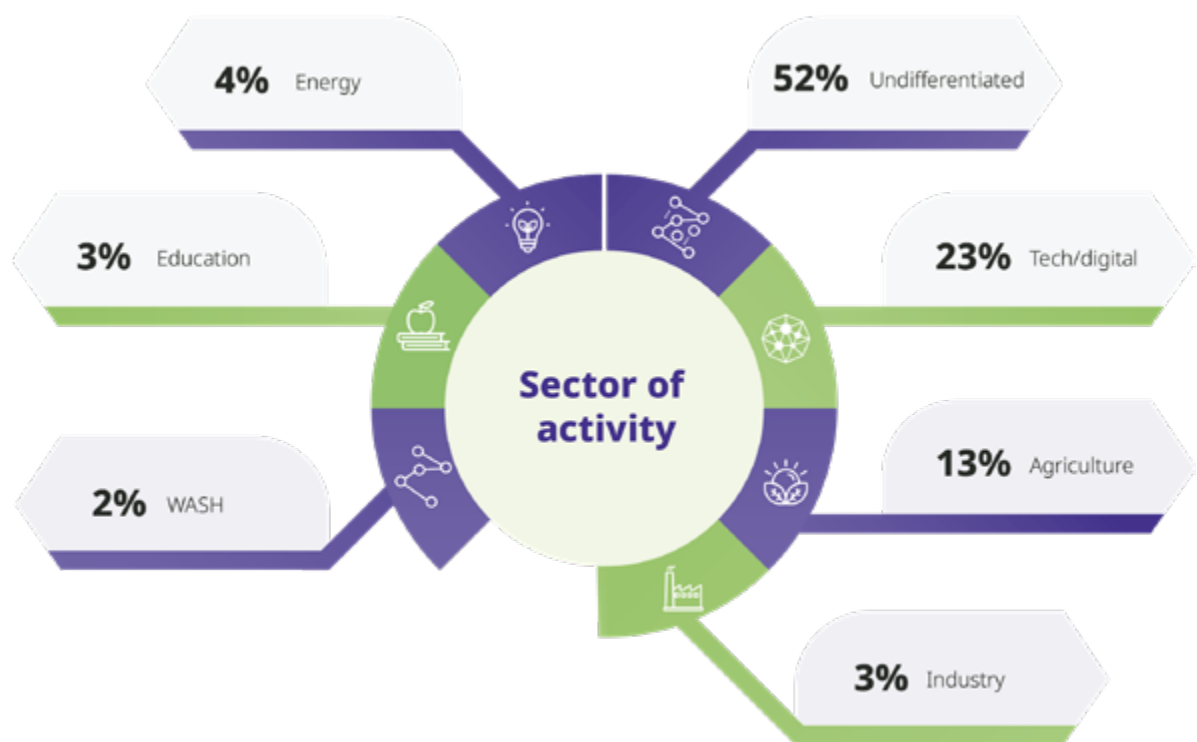 4% Energy
52% Undifferentiated
3% Education
23% Tech/digital
Sector of
activity
13% Agriculture
2% WASH
3% Industry